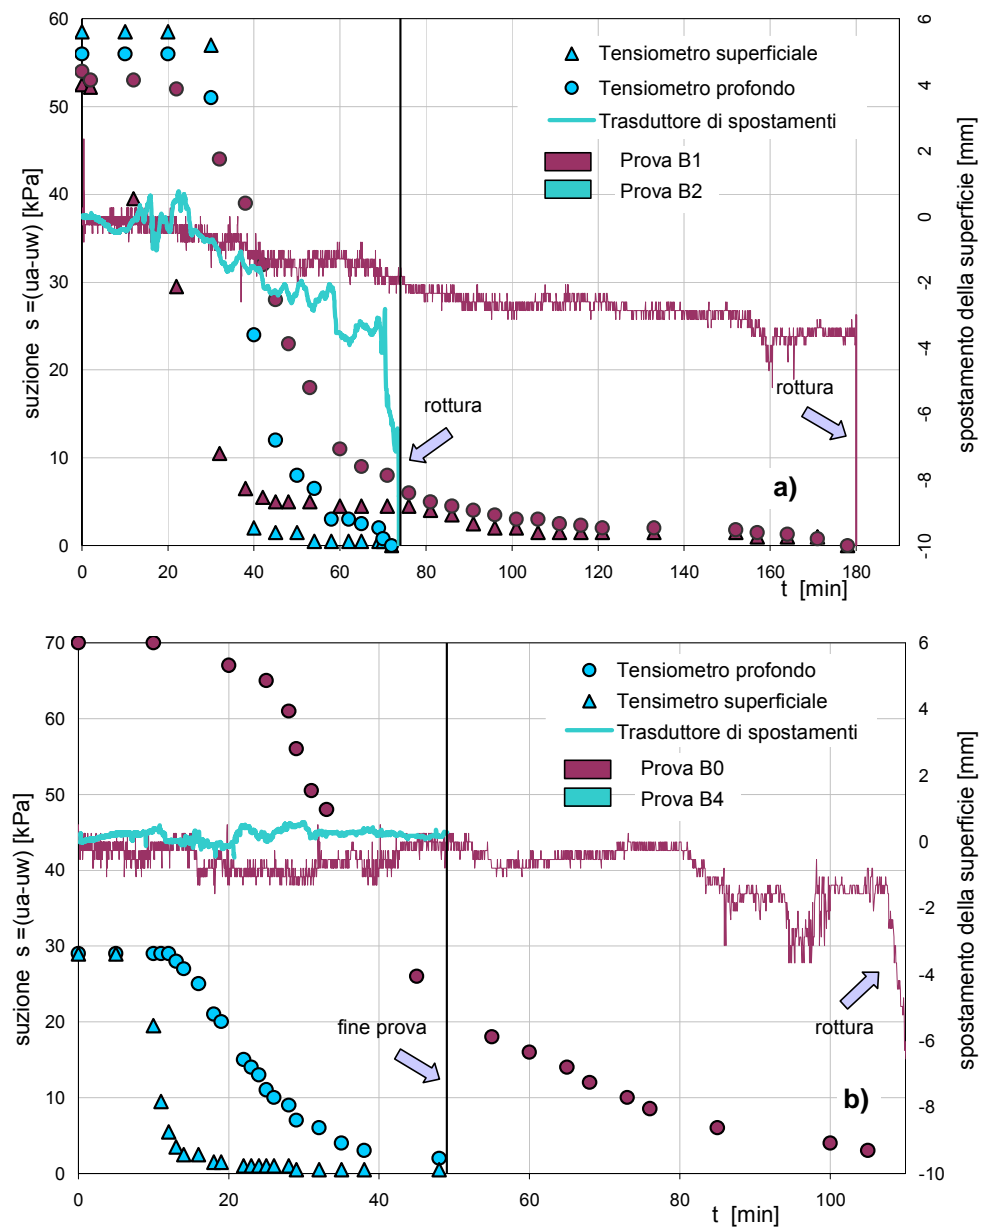 60
50
40
30
20
10
0
suzione s =(ua-uw) [kPa]
6
4
2
0
-2
-4
-6
-8
-10
spostamento della superficie [mm]
Tensiometro superficiale
Tensiometro profondo
Trasduttore di spostamenti
Prova B1
Prova B2
rottura
rottura
a)
0
20
40
60
80
100
120
140
160
180
t [min]
70
60
50
40
30
20
10
0
suzione s =(ua-uw) [kPa]
6
4
2
0
-2
-4
-6
-8
-10
spostamento della superficie [mm]
Tensiometro profondo
Tensimetro superficiale
Trasduttore di spostamenti
Prova B0
Prova B4
fine prova
rottura
b)
0
20
40
60
80
100
t [min]